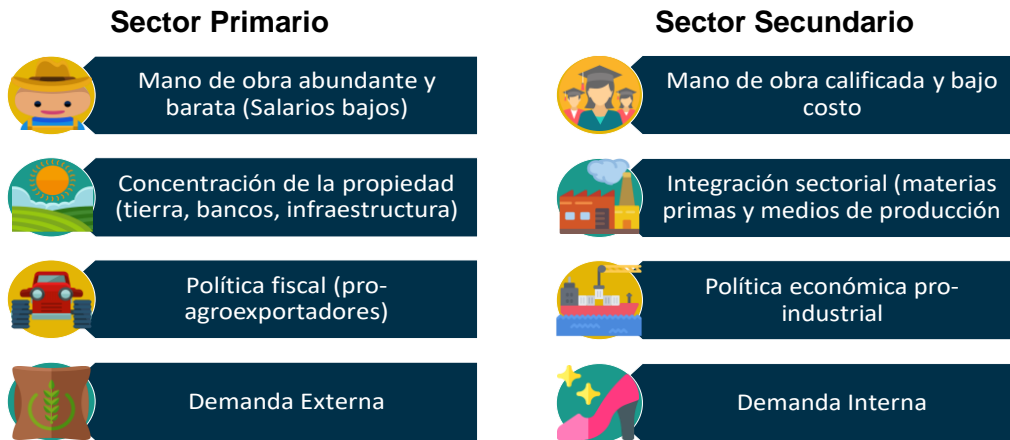 Sector Primario
Mano de obra abundante y
barata (Salarios bajos)
Concentración de la propiedad
(tierra, bancos, infraestructura)
Política fiscal (pro-
agroexportadores)
Demanda Externa
Sector Secundario
Mano de obra calificada y bajo
costo
Integración sectorial (materias
primas y medios de producción
Política económica pro-
industrial
Demanda Interna